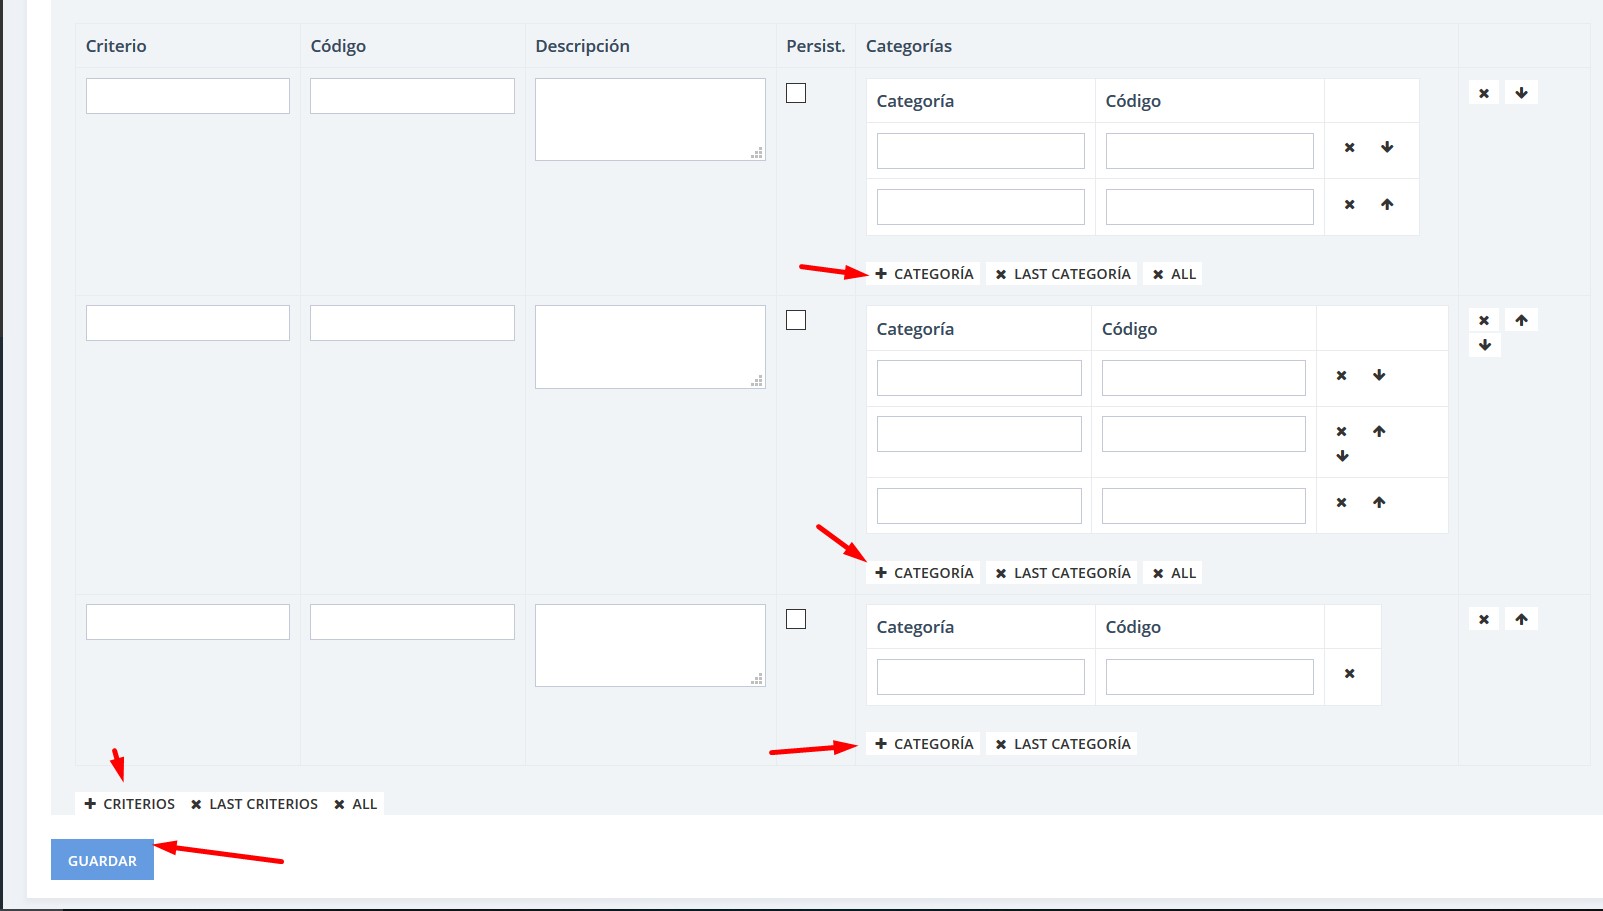 Criterio Código Descripción Persist. Categorías
Categoría Código
+ CATEGORÍA × LAST CATEGORÍA × ALL
Categoría Código
+ CATEGORÍA × LAST CATEGORÍA × ALL
Categoría Código
+ CATEGORÍA × LAST CATEGORÍA
+ CRITERIOS × LAST CRITERIOS × ALL
GUARDAR